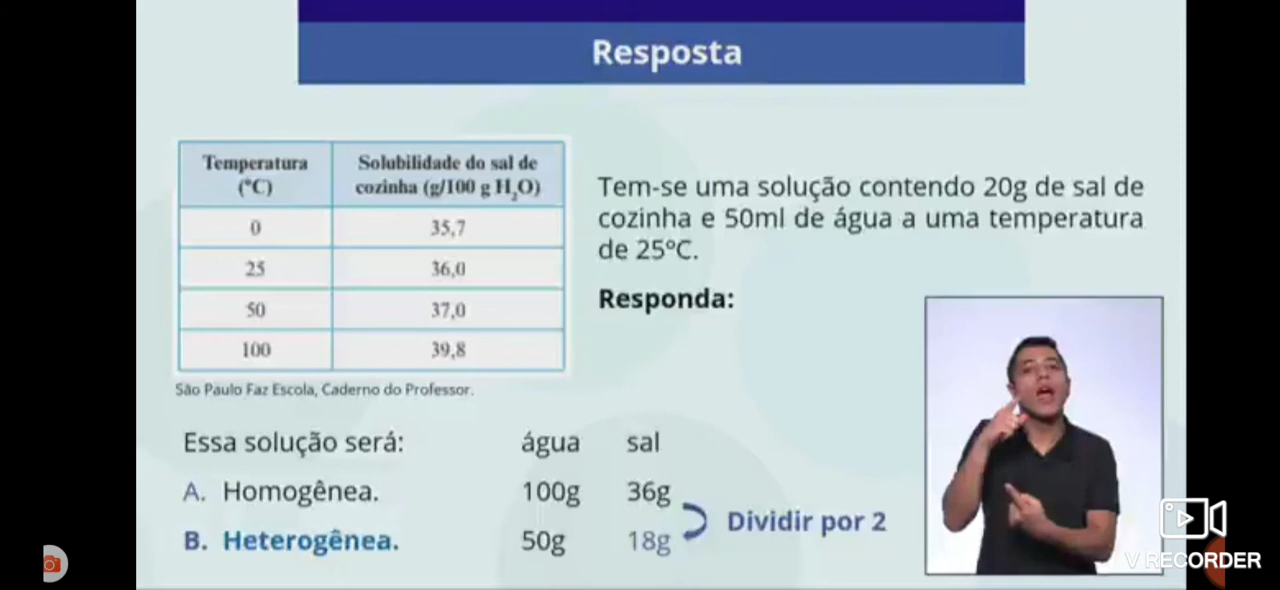 Resposta
Temperatura
(°C)
Solubilidade do sal de
cozinha (g/100 g H₂O)
0
35,7
25
36,0
50
37,0
100
39,8
São Paulo Faz Escola, Caderno do Professor.
Tem-se uma solução contendo 20g de sal de
cozinha e 50ml de água a uma temperatura
de 25ºC.
Responda:
Essa solução será:
água
sal
A. Homogênea.
100g
36g
B. Heterogênea.
50g
18g
Dividir por 2
V RECORDER